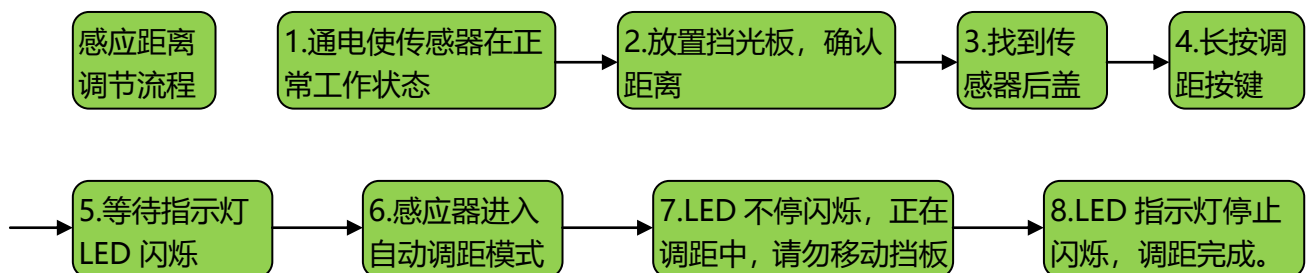 感应距离
调节流程
1.通电使传感器在正
常工作状态
2.放置挡光板，确认
距离
3.找到传
感器后盖
4.长按调
距按键
5.等待指示灯
LED 闪烁
6.感应器进入
自动调距模式
7.LED 不停闪烁，正在
调距中，请勿移动挡板
8.LED 指示灯停止
闪烁，调距完成。